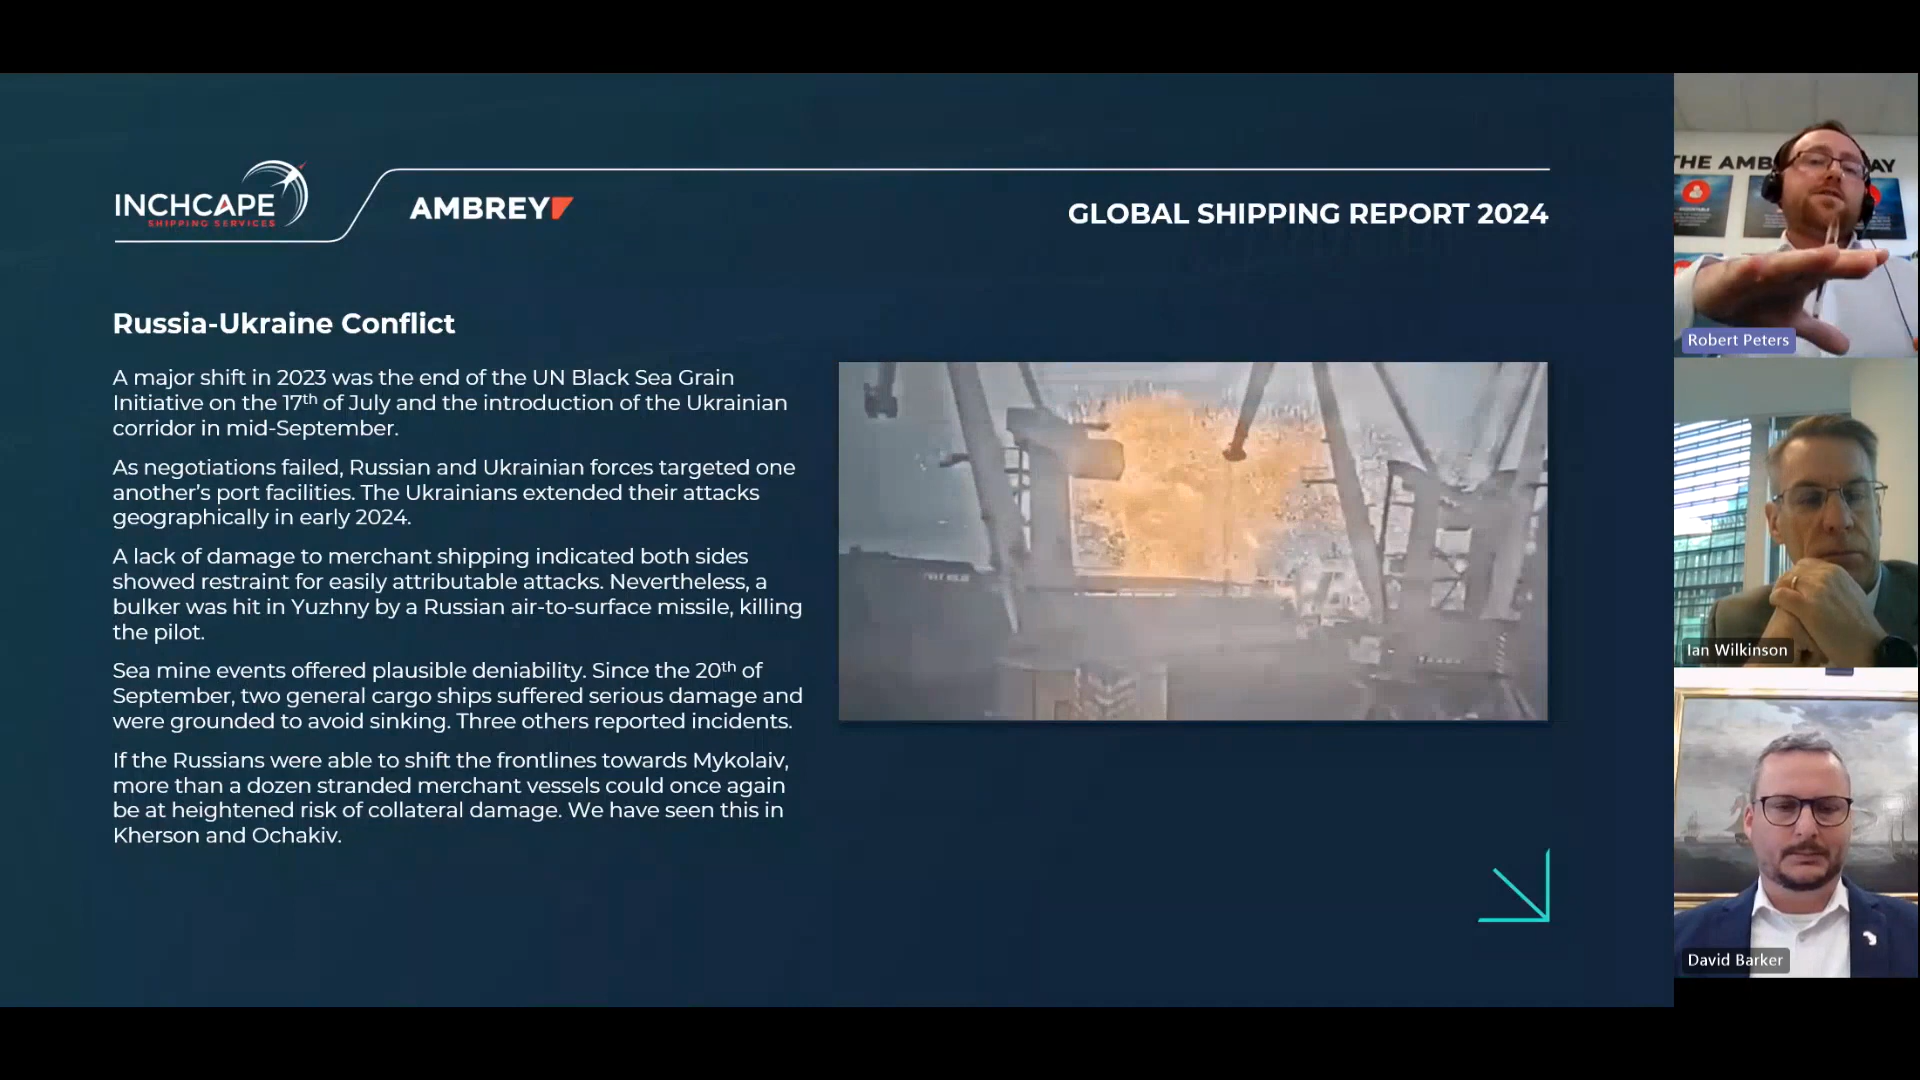 INCHCAPE
SHIPPING SERVICES
AMBREY
GLOBAL SHIPPING REPORT 2024
Russia-Ukraine Conflict
A major shift in 2023 was the end of the UN Black Sea Grain
Initiative on the 17th of July and the introduction of the Ukrainian
corridor in mid-September.
As negotiations failed, Russian and Ukrainian forces targeted one
another's port facilities. The Ukrainians extended their attacks
geographically in early 2024.
A lack of damage to merchant shipping indicated both sides
showed restraint for easily attributable attacks. Nevertheless, a
bulker was hit in Yuzhny by a Russian air-to-surface missile, killing
the pilot.
Sea mine events offered plausible deniability. Since the 20th of
September, two general cargo ships suffered serious damage and
were grounded to avoid sinking. Three others reported incidents.
If the Russians were able to shift the frontlines towards Mykolaiv,
more than a dozen stranded merchant vessels could once again
be at heightened risk of collateral damage. We have seen this in
Kherson and Ochakiv.
THE AMB AY
Robert Peters
Ian Wilkinson
David Barker